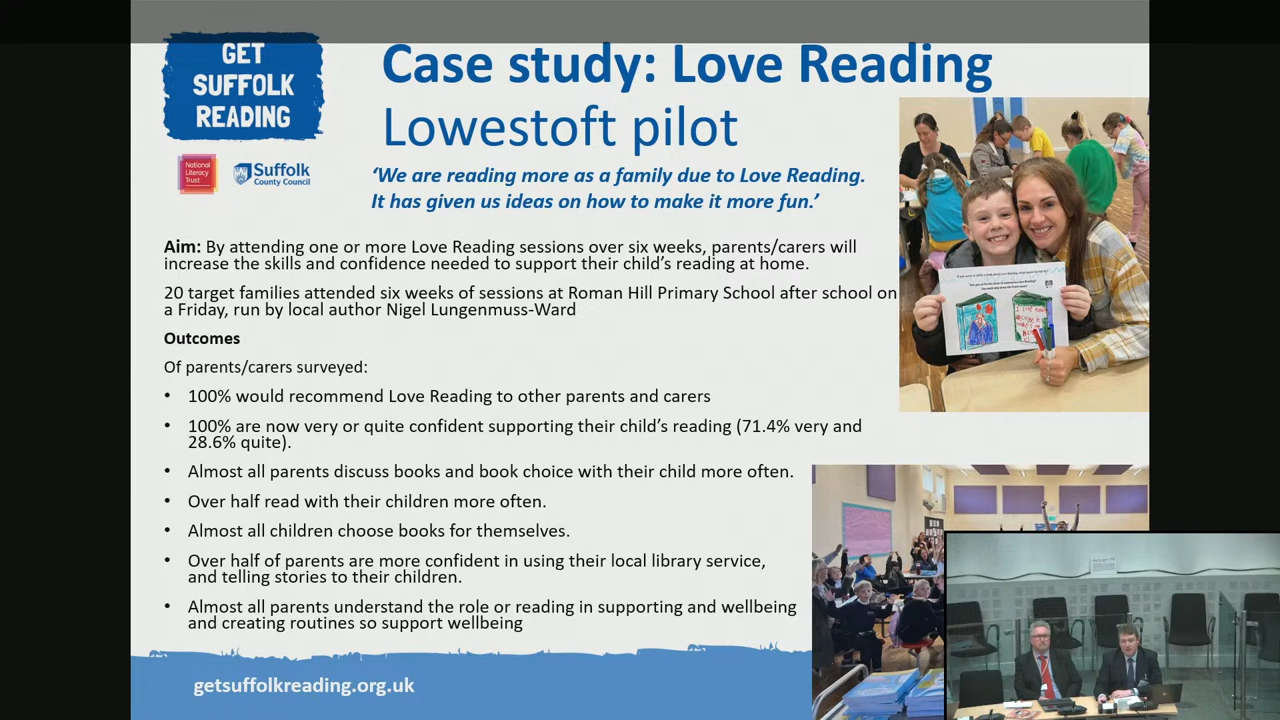 GET
SUFFOLK
READING
National
Literacy
Trust
Suffolk
County Council
Case study: Love Reading
Lowestoft pilot
‘We are reading more as a family due to Love Reading.
It has given us ideas on how to make it more fun.’
Aim: By attending one or more Love Reading sessions over six weeks, parents/carers will
increase the skills and confidence needed to support their child’s reading at home.
20 target families attended six weeks of sessions at Roman Hill Primary School after school on
a Friday, run by local author Nigel Lungenmuss-Ward
Outcomes
Of parents/carers surveyed:
• 100% would recommend Love Reading to other parents and carers
• 100% are now very or quite confident supporting their child’s reading (71.4% very and
28.6% quite).
• Almost all parents discuss books and book choice with their child more often.
• Over half read with their children more often.
• Almost all children choose books for themselves.
• Over half of parents are more confident in using their local library service,
and telling stories to their children.
• Almost all parents understand the role or reading in supporting and wellbeing
and creating routines so support wellbeing
getsuffolkreading.org.uk